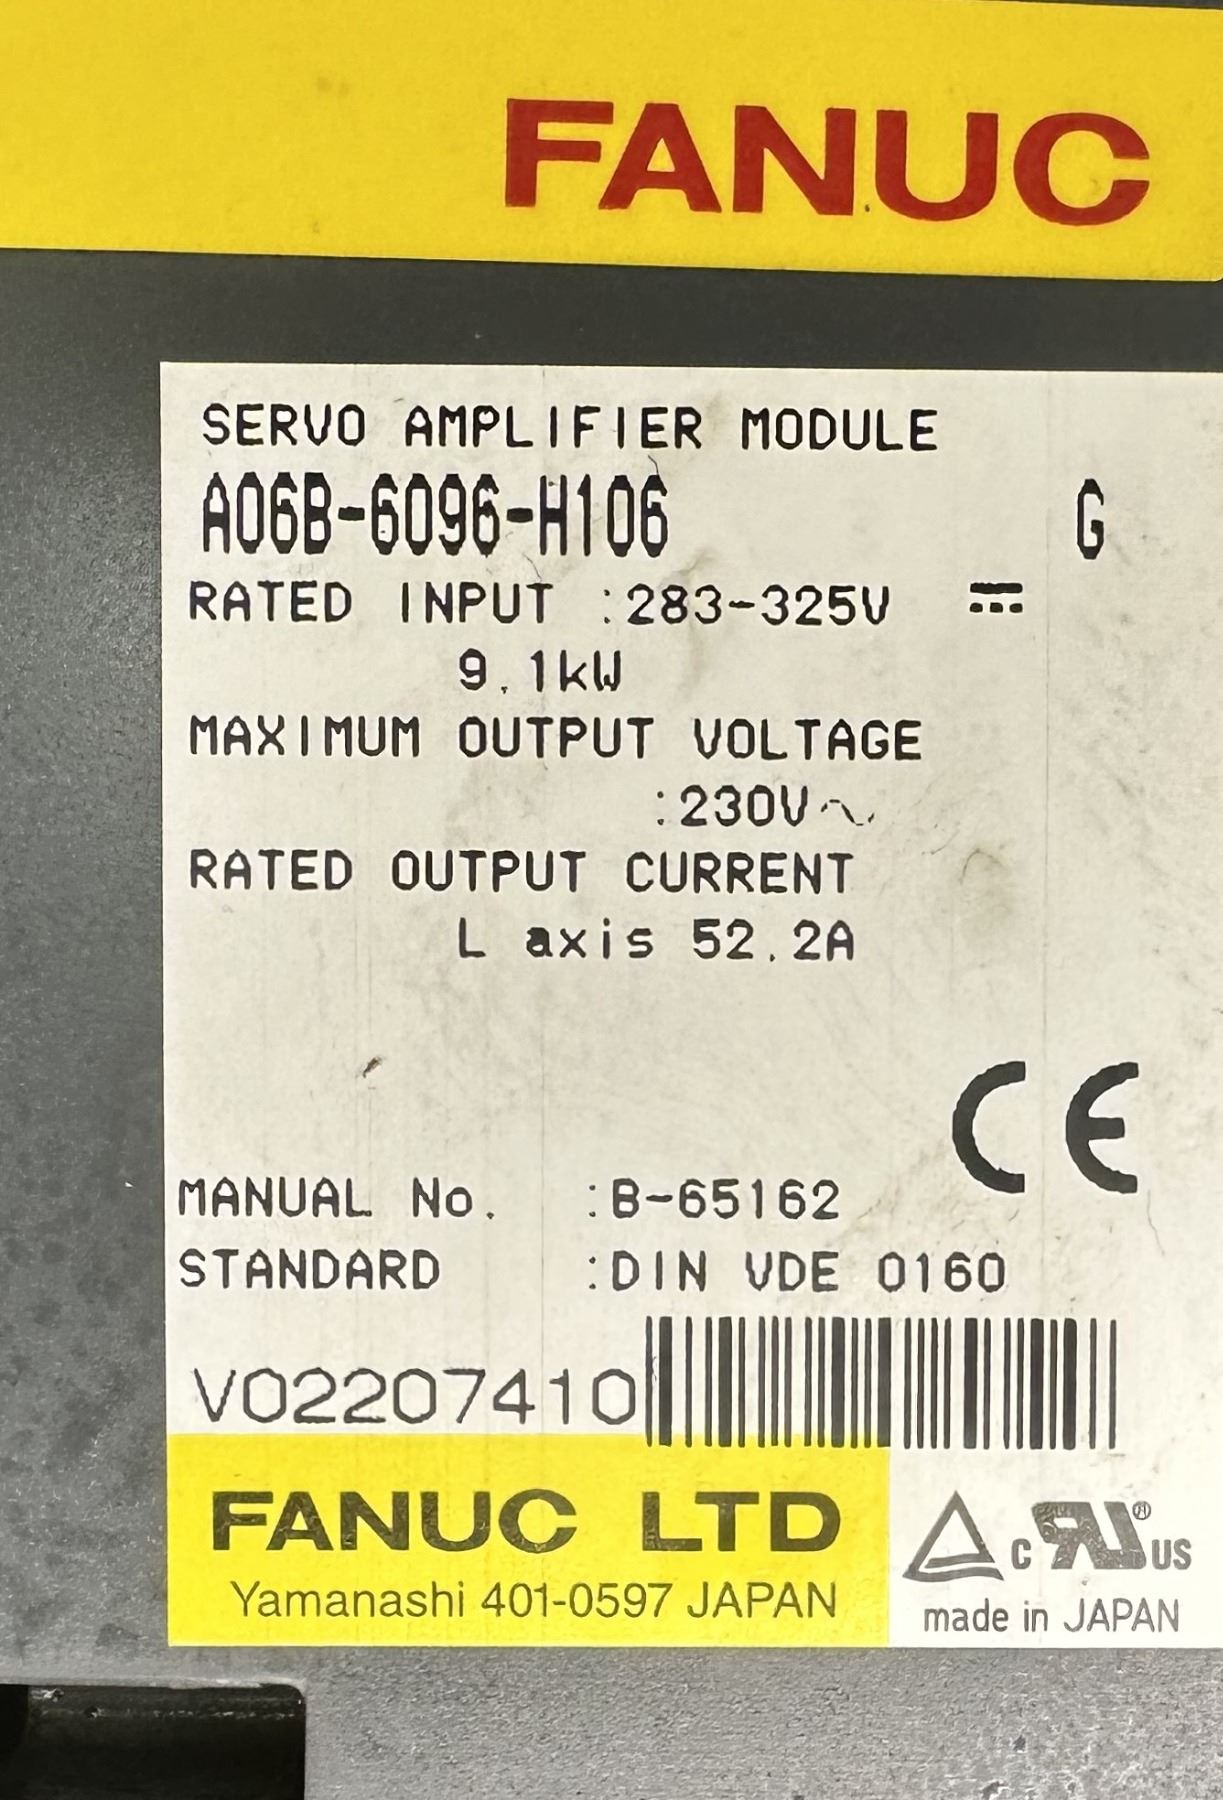 FANUC
SERVO AMPLIFIER MODULE
A06B-6096-H106 G
RATED INPUT :283-325V ⎓
9.1kW
MAXIMUM OUTPUT VOLTAGE
:230V~
RATED OUTPUT CURRENT
L axis 52.2A
CE
MANUAL No. :B-65162
STANDARD :DIN VDE 0160
V02207410
FANUC LTD
Yamanashi 401-0597 JAPAN
c RU ® US
made in JAPAN